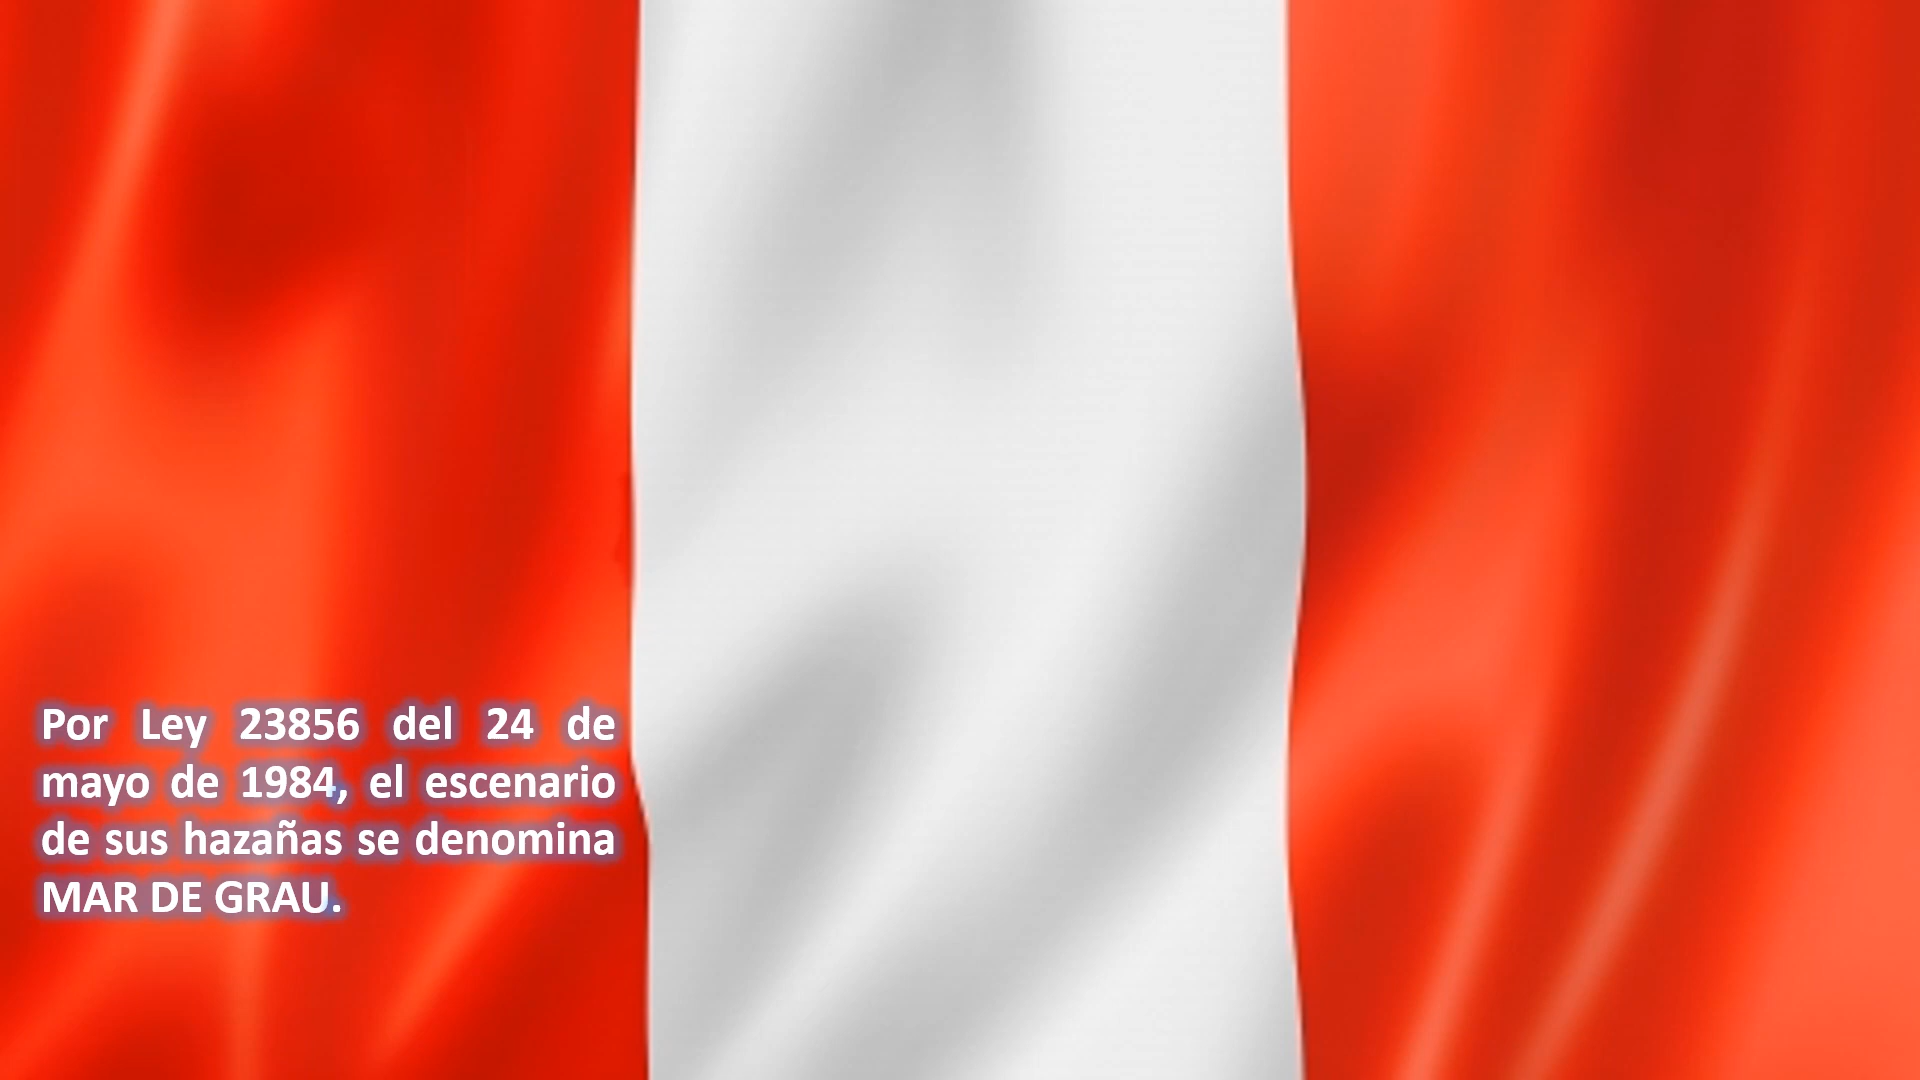 Por Ley 23856 del 24 de
mayo de 1984, el escenario
de sus hazañas se denomina
MAR DE GRAU.